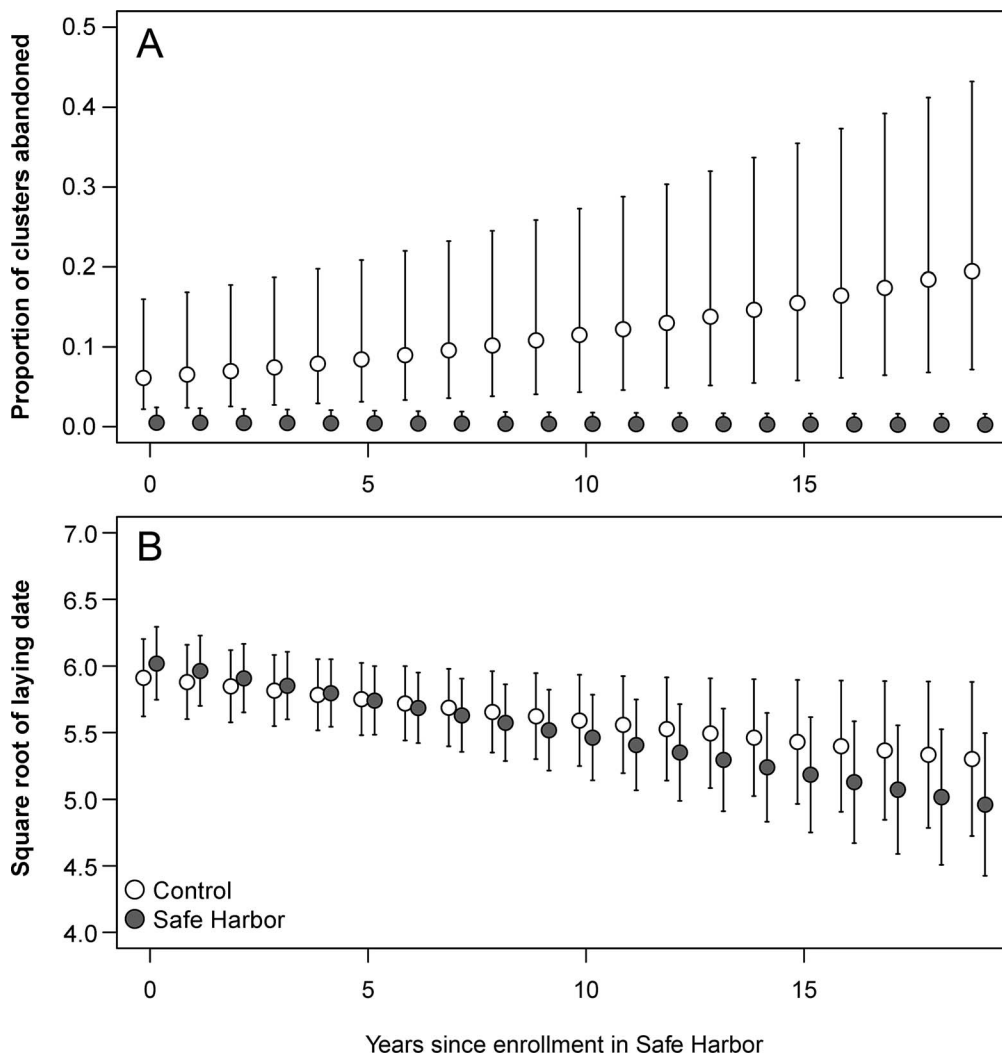 A
Proportion of clusters abandoned
0.5
0.4
0.3
0.2
0.1
0.0
0 5 10 15
B
Square root of laying date
7.0
6.5
6.0
5.5
5.0
4.5
4.0
Control
Safe Harbor
0 5 10 15
Years since enrollment in Safe Harbor